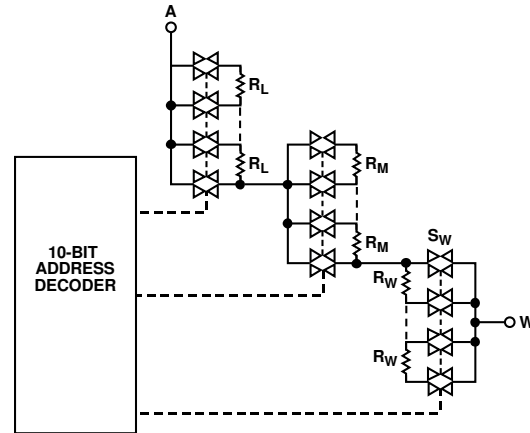 A
R_L
R_L
R_M
R_M
S_W
R_W
W
R_W
10-BIT
ADDRESS
DECODER